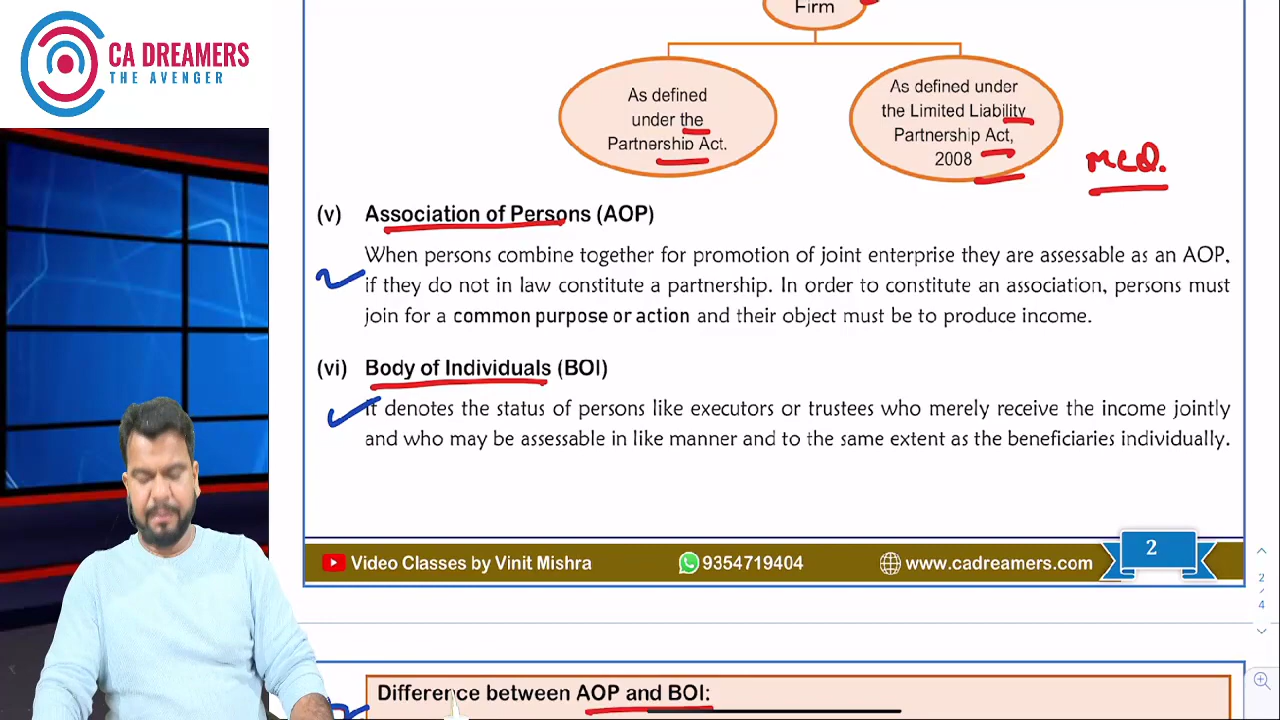 CA DREAMERS
THE AVENGER
Firm
As defined
under the
Partnership Act.
As defined under
the Limited Liability
Partnership Act,
2008
MCQ.
(v) Association of Persons (AOP)
When persons combine together for promotion of joint enterprise they are assessable as an AOP,
if they do not in law constitute a partnership. In order to constitute an association, persons must
join for a common purpose or action and their object must be to produce income.
(vi) Body of Individuals (BOI)
It denotes the status of persons like executors or trustees who merely receive the income jointly
and who may be assessable in like manner and to the same extent as the beneficiaries individually.
Video Classes by Vinit Mishra 9354719404 www.cadreamers.com 2
2
/
4
Difference between AOP and BOI: